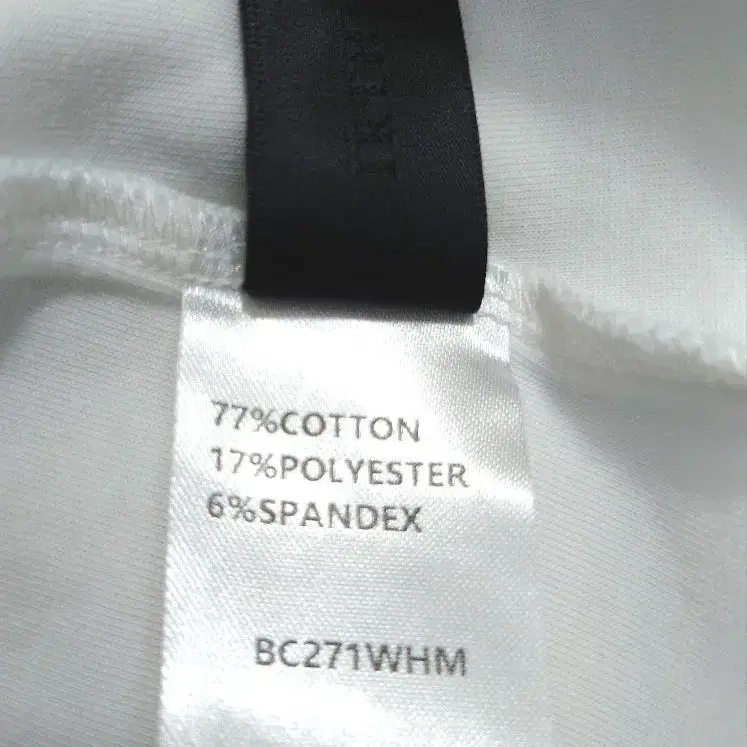 77%COTTON
17%POLYESTER
6%SPANDEX
BC271WHM